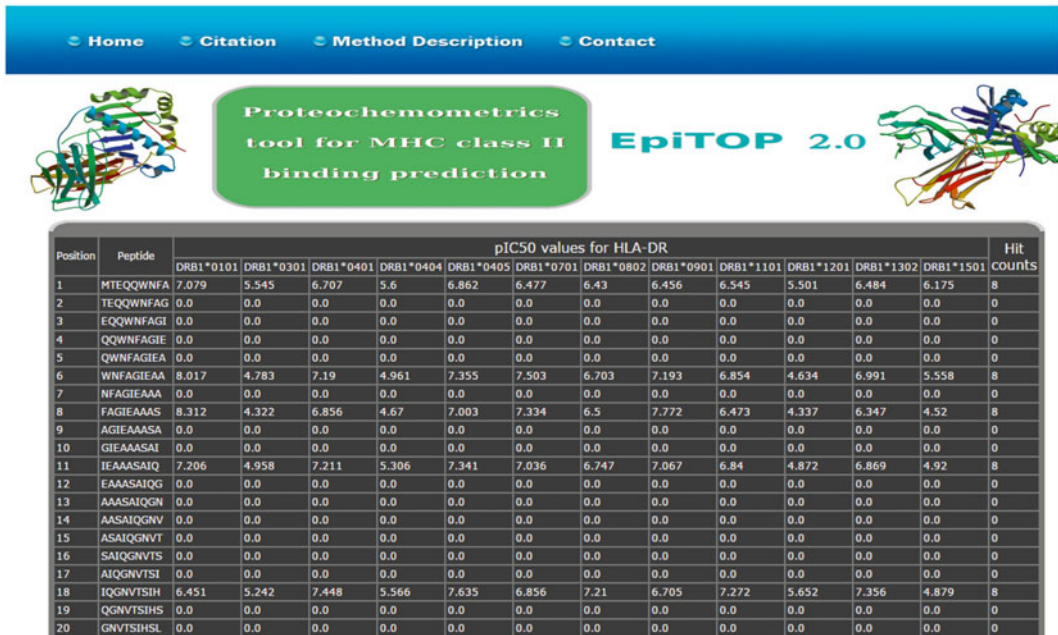 Home Citation Method Description Contact
Proteochemometrics
tool for MHC class II
binding prediction
EpiTOP 2.0
Position Peptide pIC50 values for HLA-DR Hit counts
DRB1*0101 DRB1*0301 DRB1*0401 DRB1*0404 DRB1*0405 DRB1*0701 DRB1*0802 DRB1*0901 DRB1*1101 DRB1*1201 DRB1*1302 DRB1*1501
1 MTEQQWNFA 7.079 5.545 6.707 5.6 6.862 6.477 6.43 6.456 6.545 5.501 6.484 6.175 8
2 TEQQWNFAG 0.0 0.0 0.0 0.0 0.0 0.0 0.0 0.0 0.0 0.0 0.0 0.0 0
3 EQQWNFAGI 0.0 0.0 0.0 0.0 0.0 0.0 0.0 0.0 0.0 0.0 0.0 0.0 0
4 QQWNFAGIE 0.0 0.0 0.0 0.0 0.0 0.0 0.0 0.0 0.0 0.0 0.0 0.0 0
5 QWNFAGIEA 0.0 0.0 0.0 0.0 0.0 0.0 0.0 0.0 0.0 0.0 0.0 0.0 0
6 WNFAGIEAA 8.017 4.783 7.19 4.961 7.355 7.503 6.703 7.193 6.854 4.634 6.991 5.558 8
7 NFAGIEAAA 0.0 0.0 0.0 0.0 0.0 0.0 0.0 0.0 0.0 0.0 0.0 0.0 0
8 FAGIEAAAS 8.312 4.322 6.856 4.67 7.003 7.334 6.5 7.772 6.473 4.337 6.347 4.52 8
9 AGIEAAASA 0.0 0.0 0.0 0.0 0.0 0.0 0.0 0.0 0.0 0.0 0.0 0.0 0
10 GIEAAASAI 0.0 0.0 0.0 0.0 0.0 0.0 0.0 0.0 0.0 0.0 0.0 0.0 0
11 IEAAASAIQ 7.206 4.958 7.211 5.306 7.341 7.036 6.747 7.067 6.84 4.872 6.869 4.92 8
12 EAAASAIQG 0.0 0.0 0.0 0.0 0.0 0.0 0.0 0.0 0.0 0.0 0.0 0.0 0
13 AAASAIQGN 0.0 0.0 0.0 0.0 0.0 0.0 0.0 0.0 0.0 0.0 0.0 0.0 0
14 AASAIQGNV 0.0 0.0 0.0 0.0 0.0 0.0 0.0 0.0 0.0 0.0 0.0 0.0 0
15 ASAIQGNVT 0.0 0.0 0.0 0.0 0.0 0.0 0.0 0.0 0.0 0.0 0.0 0.0 0
16 SAIQGNVTS 0.0 0.0 0.0 0.0 0.0 0.0 0.0 0.0 0.0 0.0 0.0 0.0 0
17 AIQGNVTSI 0.0 0.0 0.0 0.0 0.0 0.0 0.0 0.0 0.0 0.0 0.0 0.0 0
18 IQGNVTSIH 6.451 5.242 7.448 5.566 7.635 6.856 7.21 6.705 7.272 5.652 7.356 4.879 8
19 QGNVTSIHS 0.0 0.0 0.0 0.0 0.0 0.0 0.0 0.0 0.0 0.0 0.0 0.0 0
20 GNVTSIHSL 0.0 0.0 0.0 0.0 0.0 0.0 0.0 0.0 0.0 0.0 0.0 0.0 0